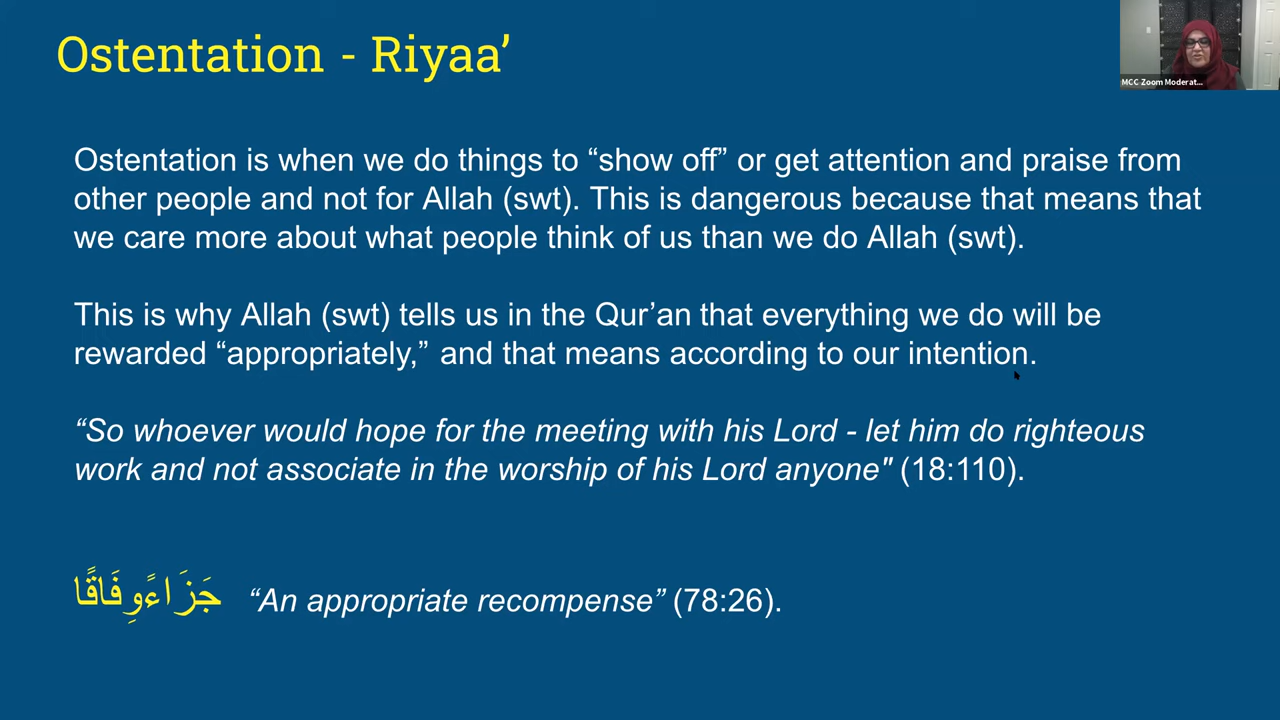 Ostentation - Riyaa’
MCC Zoom Moderat...
Ostentation is when we do things to “show off” or get attention and praise from
other people and not for Allah (swt). This is dangerous because that means that
we care more about what people think of us than we do Allah (swt).
This is why Allah (swt) tells us in the Qur’an that everything we do will be
rewarded “appropriately,” and that means according to our intention.
“So whoever would hope for the meeting with his Lord - let him do righteous
work and not associate in the worship of his Lord anyone" (18:110).
جَزَاءًوِفَاقًا “An appropriate recompense” (78:26).